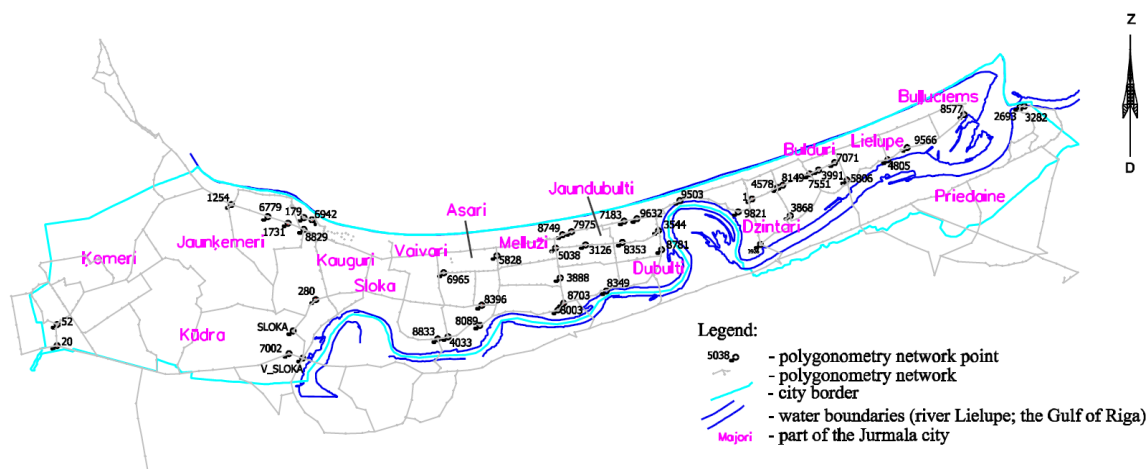 Z
D
Buļļuciems
8577
2693
3282
Lielupe
9566
Bulduri
7071
4805
8149
3991
5806
7551
4578
Priedaine
1
3868
9821
Dzintari
9503
Jaundubulti
7183
9632
3544
8749
7975
8781
Asari
Melluži
5038
3126
8353
Dubulti
1254
6779
179
6942
79
1731
8829
Jaunķemeri
Vaivari
Kauguri
5828
Ķemeri
6965
Sloka
3888
8349
280
8396
8703
8003
52
Kūdra
SLOKA
8089
8833
4033
20
7002
V_SLOKA
Legend:
5038 - polygonometry network point
- polygonometry network
- city border
- water boundaries (river Lielupe; the Gulf of Riga)
Majori - part of the Jurmala city